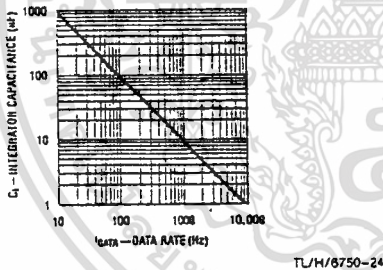 1000
100
10
1
C₁ – INTEGRATOR CAPACITANCE (nF)
10 100 1000 10,000
fDATA — DATA RATE (Hz)
TL/H/6750-24